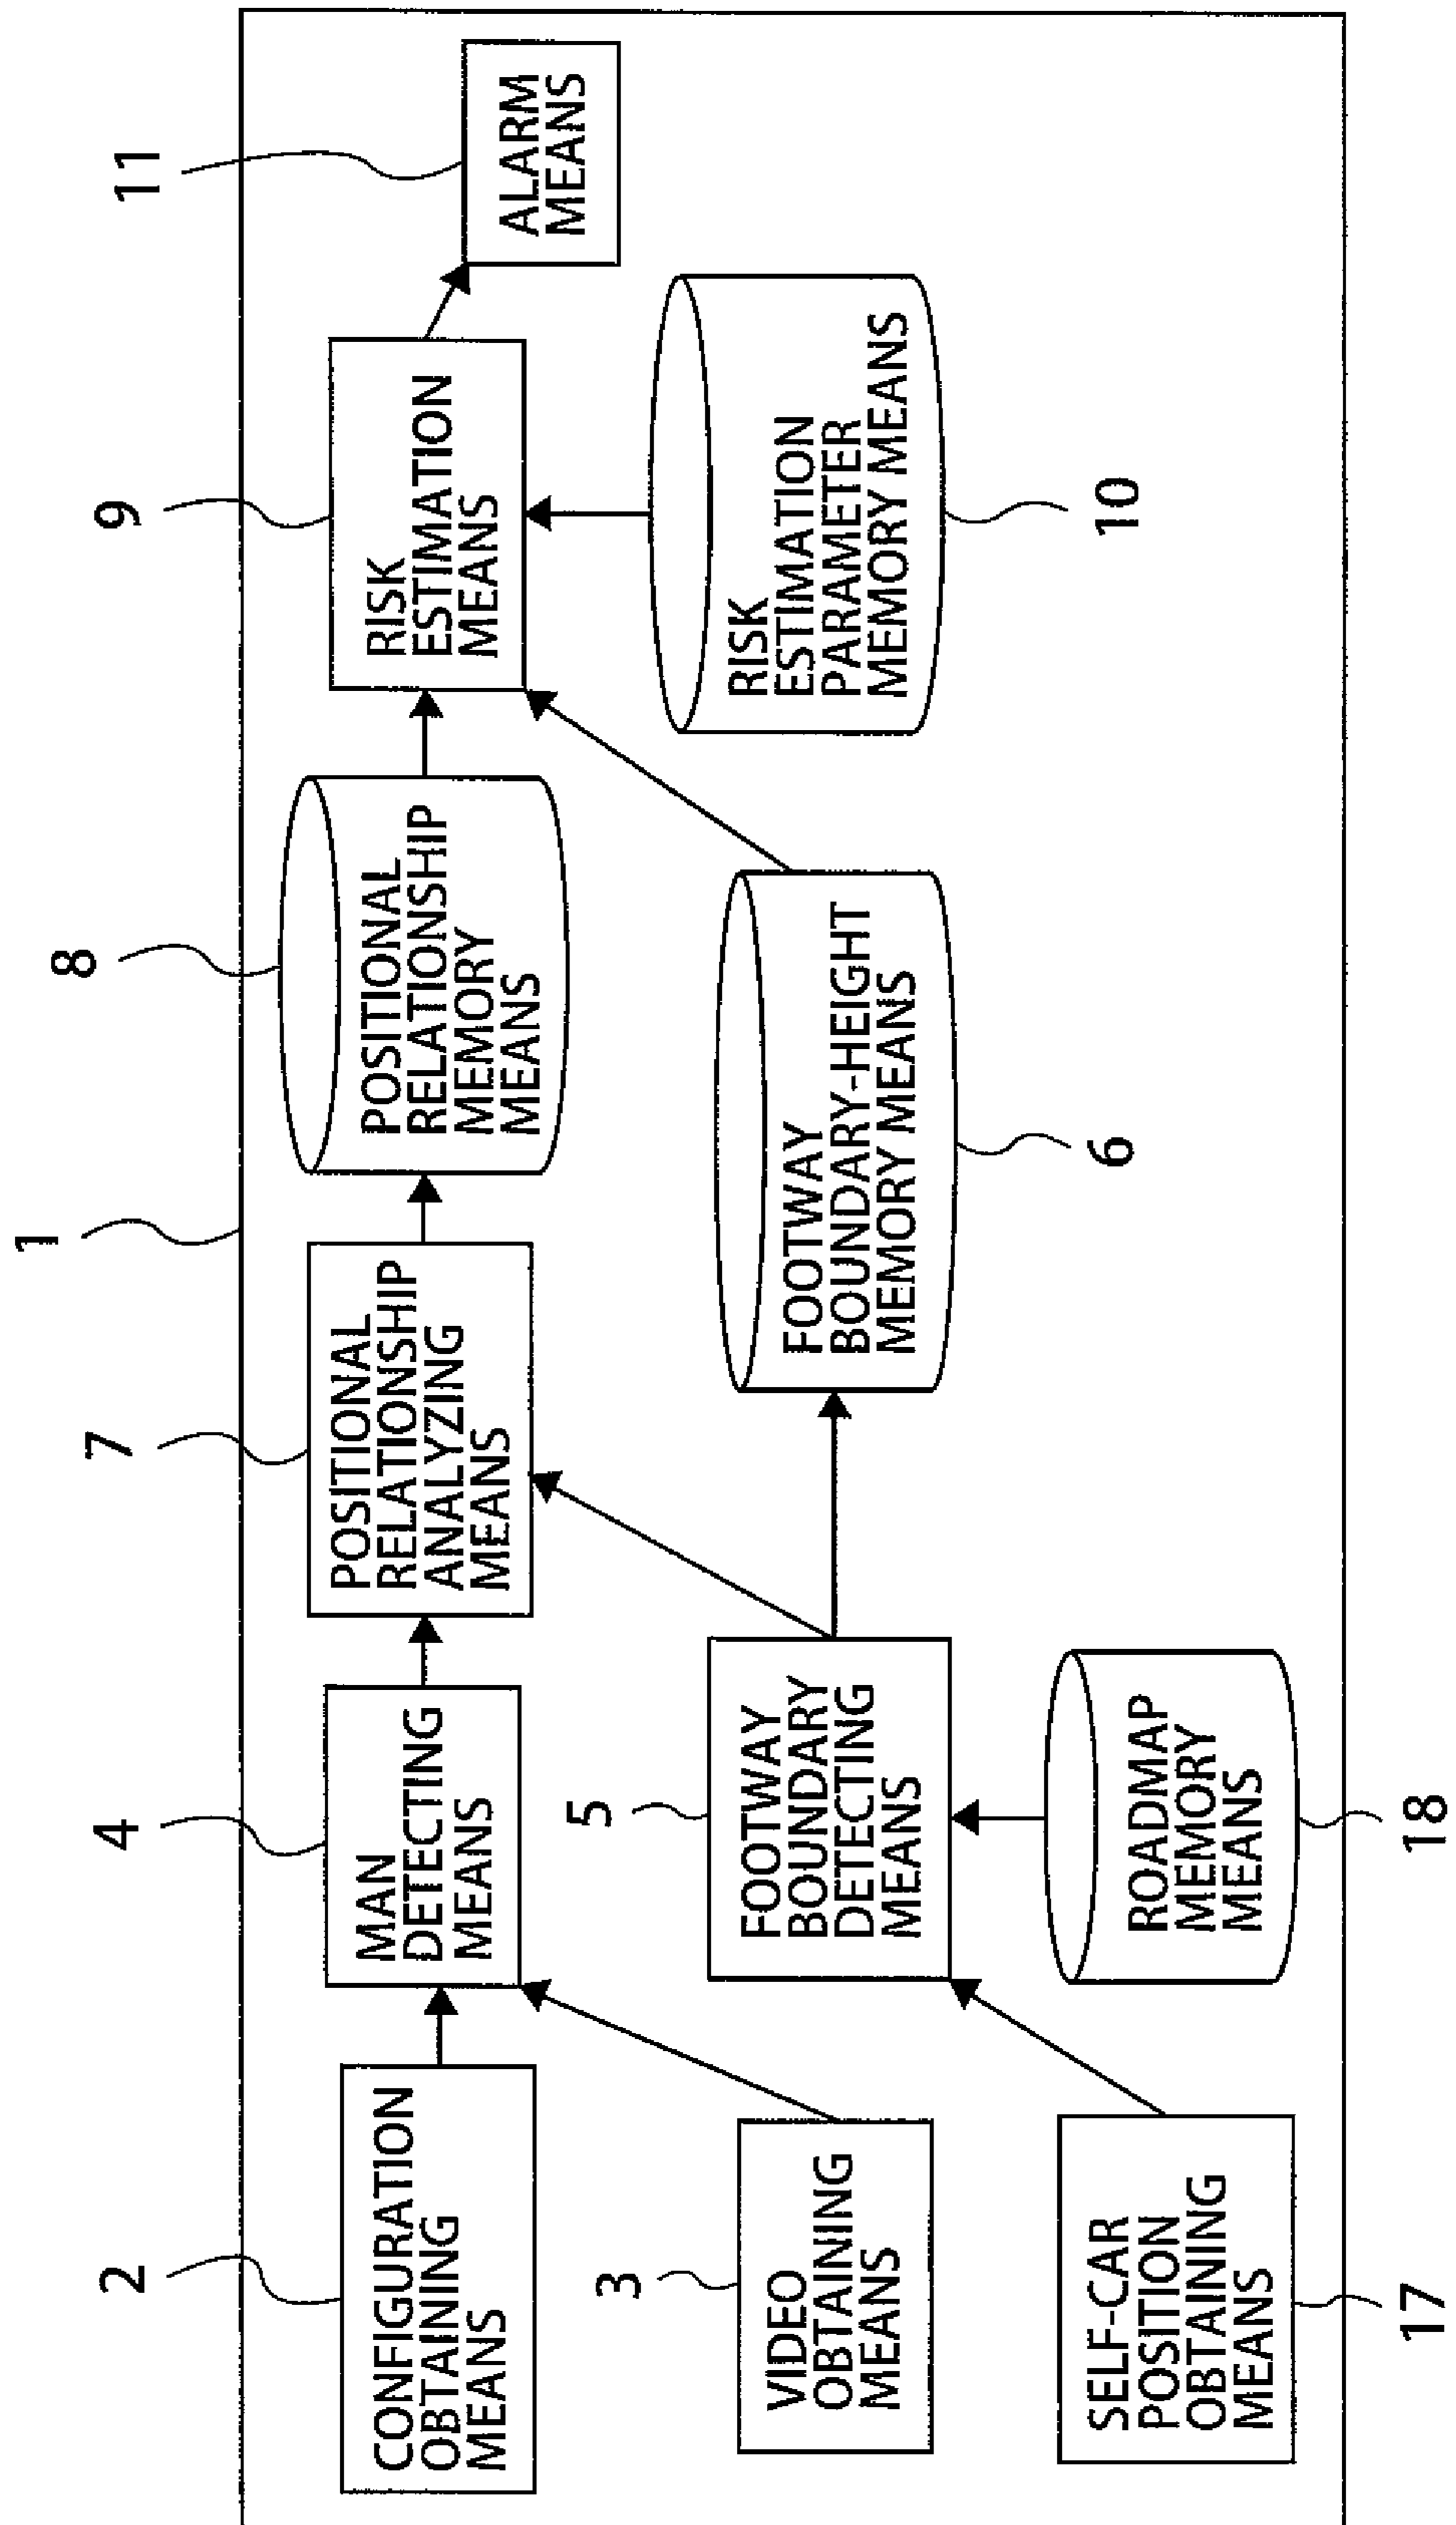 1
2
CONFIGURATION
OBTAINING
MEANS
4
MAN
DETECTING
MEANS
7
POSITIONAL
RELATIONSHIP
ANALYZING
MEANS
8
POSITIONAL
RELATIONSHIP
MEMORY
MEANS
9
RISK
ESTIMATION
MEANS
11
ALARM
MEANS
3
VIDEO
OBTAINING
MEANS
5
FOOTWAY
BOUNDARY
DETECTING
MEANS
FOOTWAY
BOUNDARY-HEIGHT
MEMORY MEANS
6
RISK
ESTIMATION
PARAMETER
MEMORY MEANS
10
SELF-CAR
POSITION
OBTAINING
MEANS
17
ROADMAP
MEMORY
MEANS
18